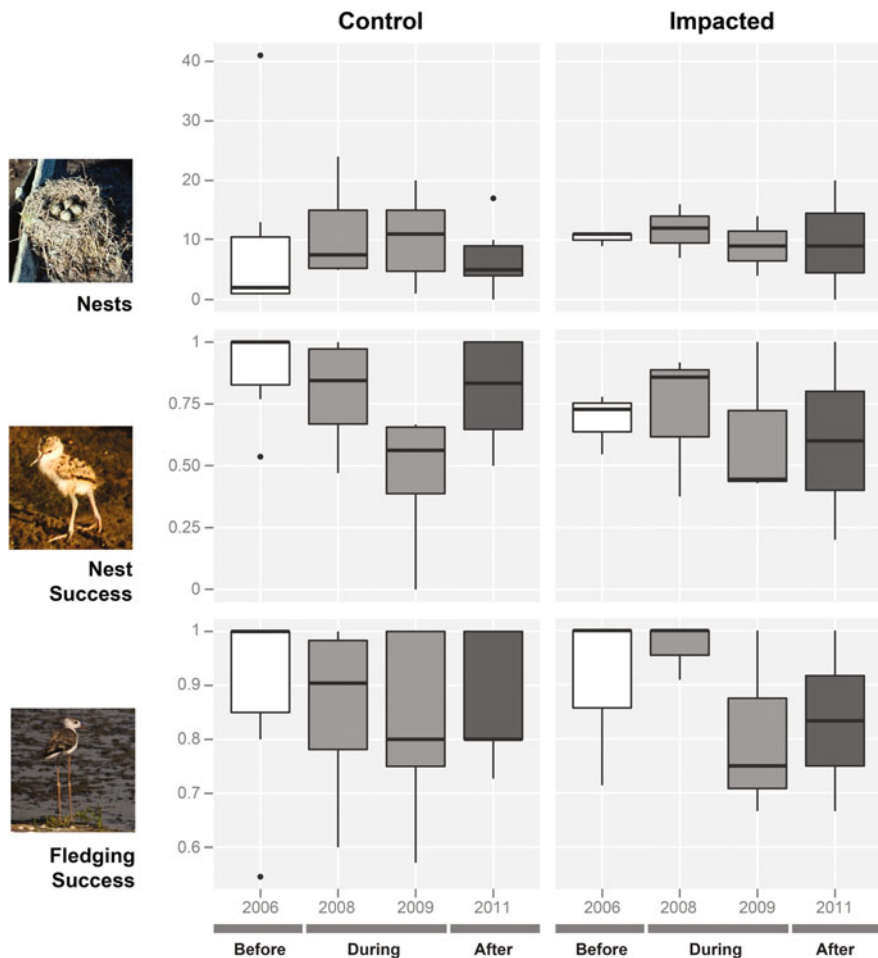 Control
Impacted
40
30
20
10
0
Nests
1
0.75
0.50
0.25
0
Nest
Success
1
0.9
0.8
0.7
0.6
Fledging
Success
2006 2008 2009 2011
2006 2008 2009 2011
Before During After
Before During After